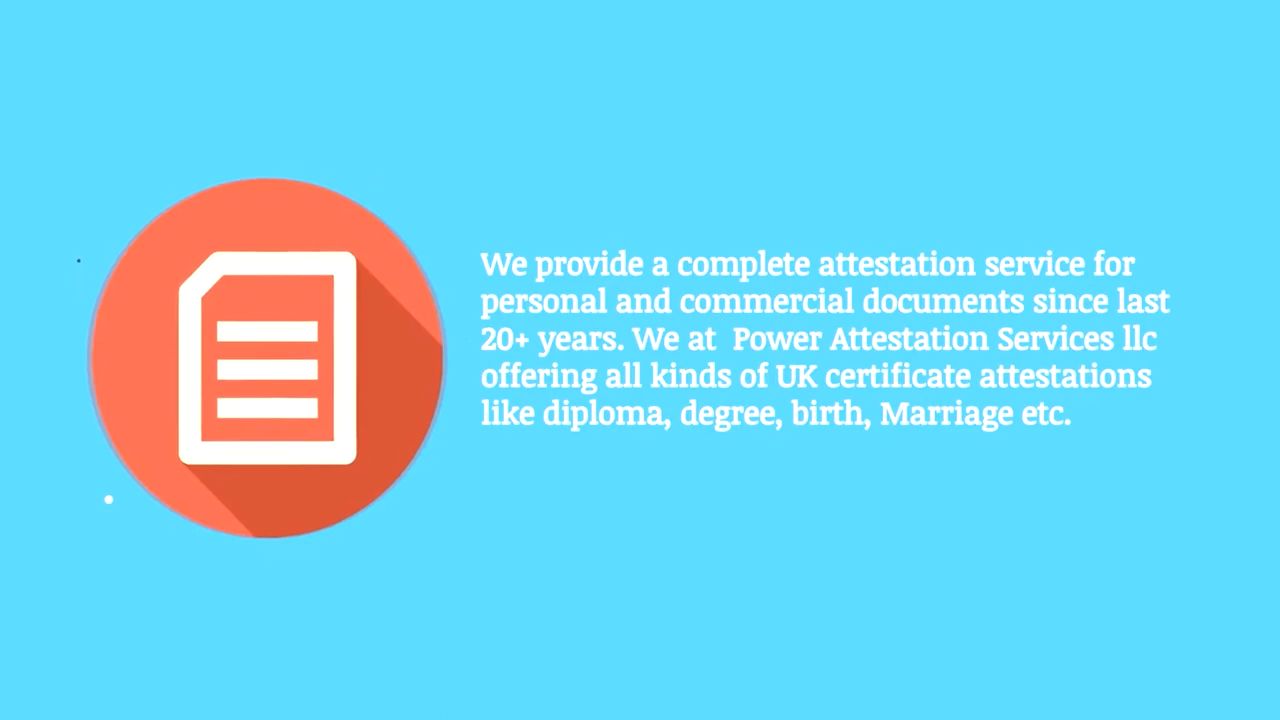 We provide a complete attestation service for
personal and commercial documents since last
20+ years. We at  Power Attestation Services llc
offering all kinds of UK certificate attestations
like diploma, degree, birth, Marriage etc.